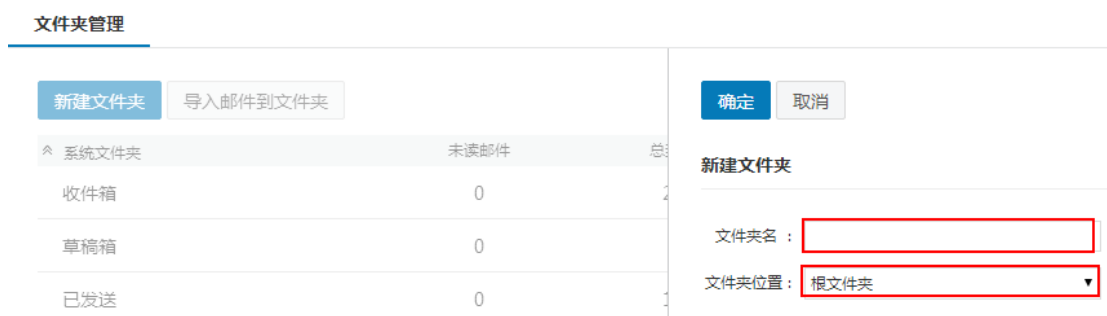 文件夹管理
新建文件夹 导入邮件到文件夹
系统文件夹 未读邮件 总
收件箱 0 2
草稿箱 0
已发送 0 1
确定 取消
新建文件夹
文件夹名 :
文件夹位置: 根文件夹